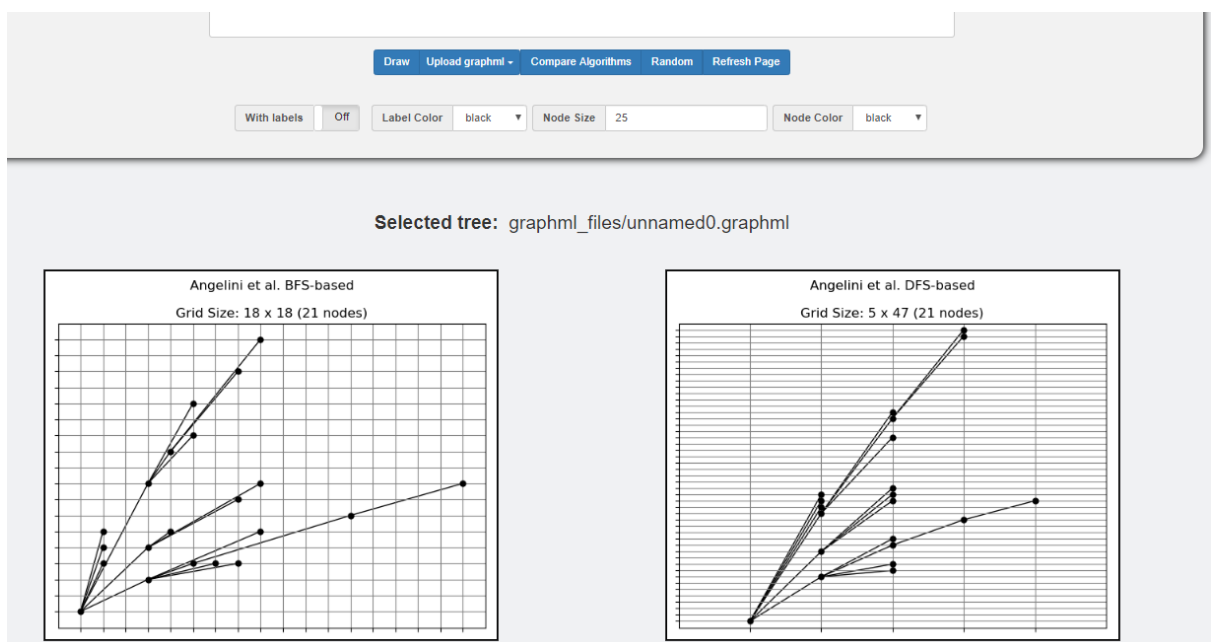 Draw Upload graphml Compare Algorithms Random Refresh Page
With labels Off Label Color black Node Size 25 Node Color black
Selected tree: graphml_files/unnamed0.graphml
Angelini et al. BFS-based
Grid Size: 18 x 18 (21 nodes)
Angelini et al. DFS-based
Grid Size: 5 x 47 (21 nodes)